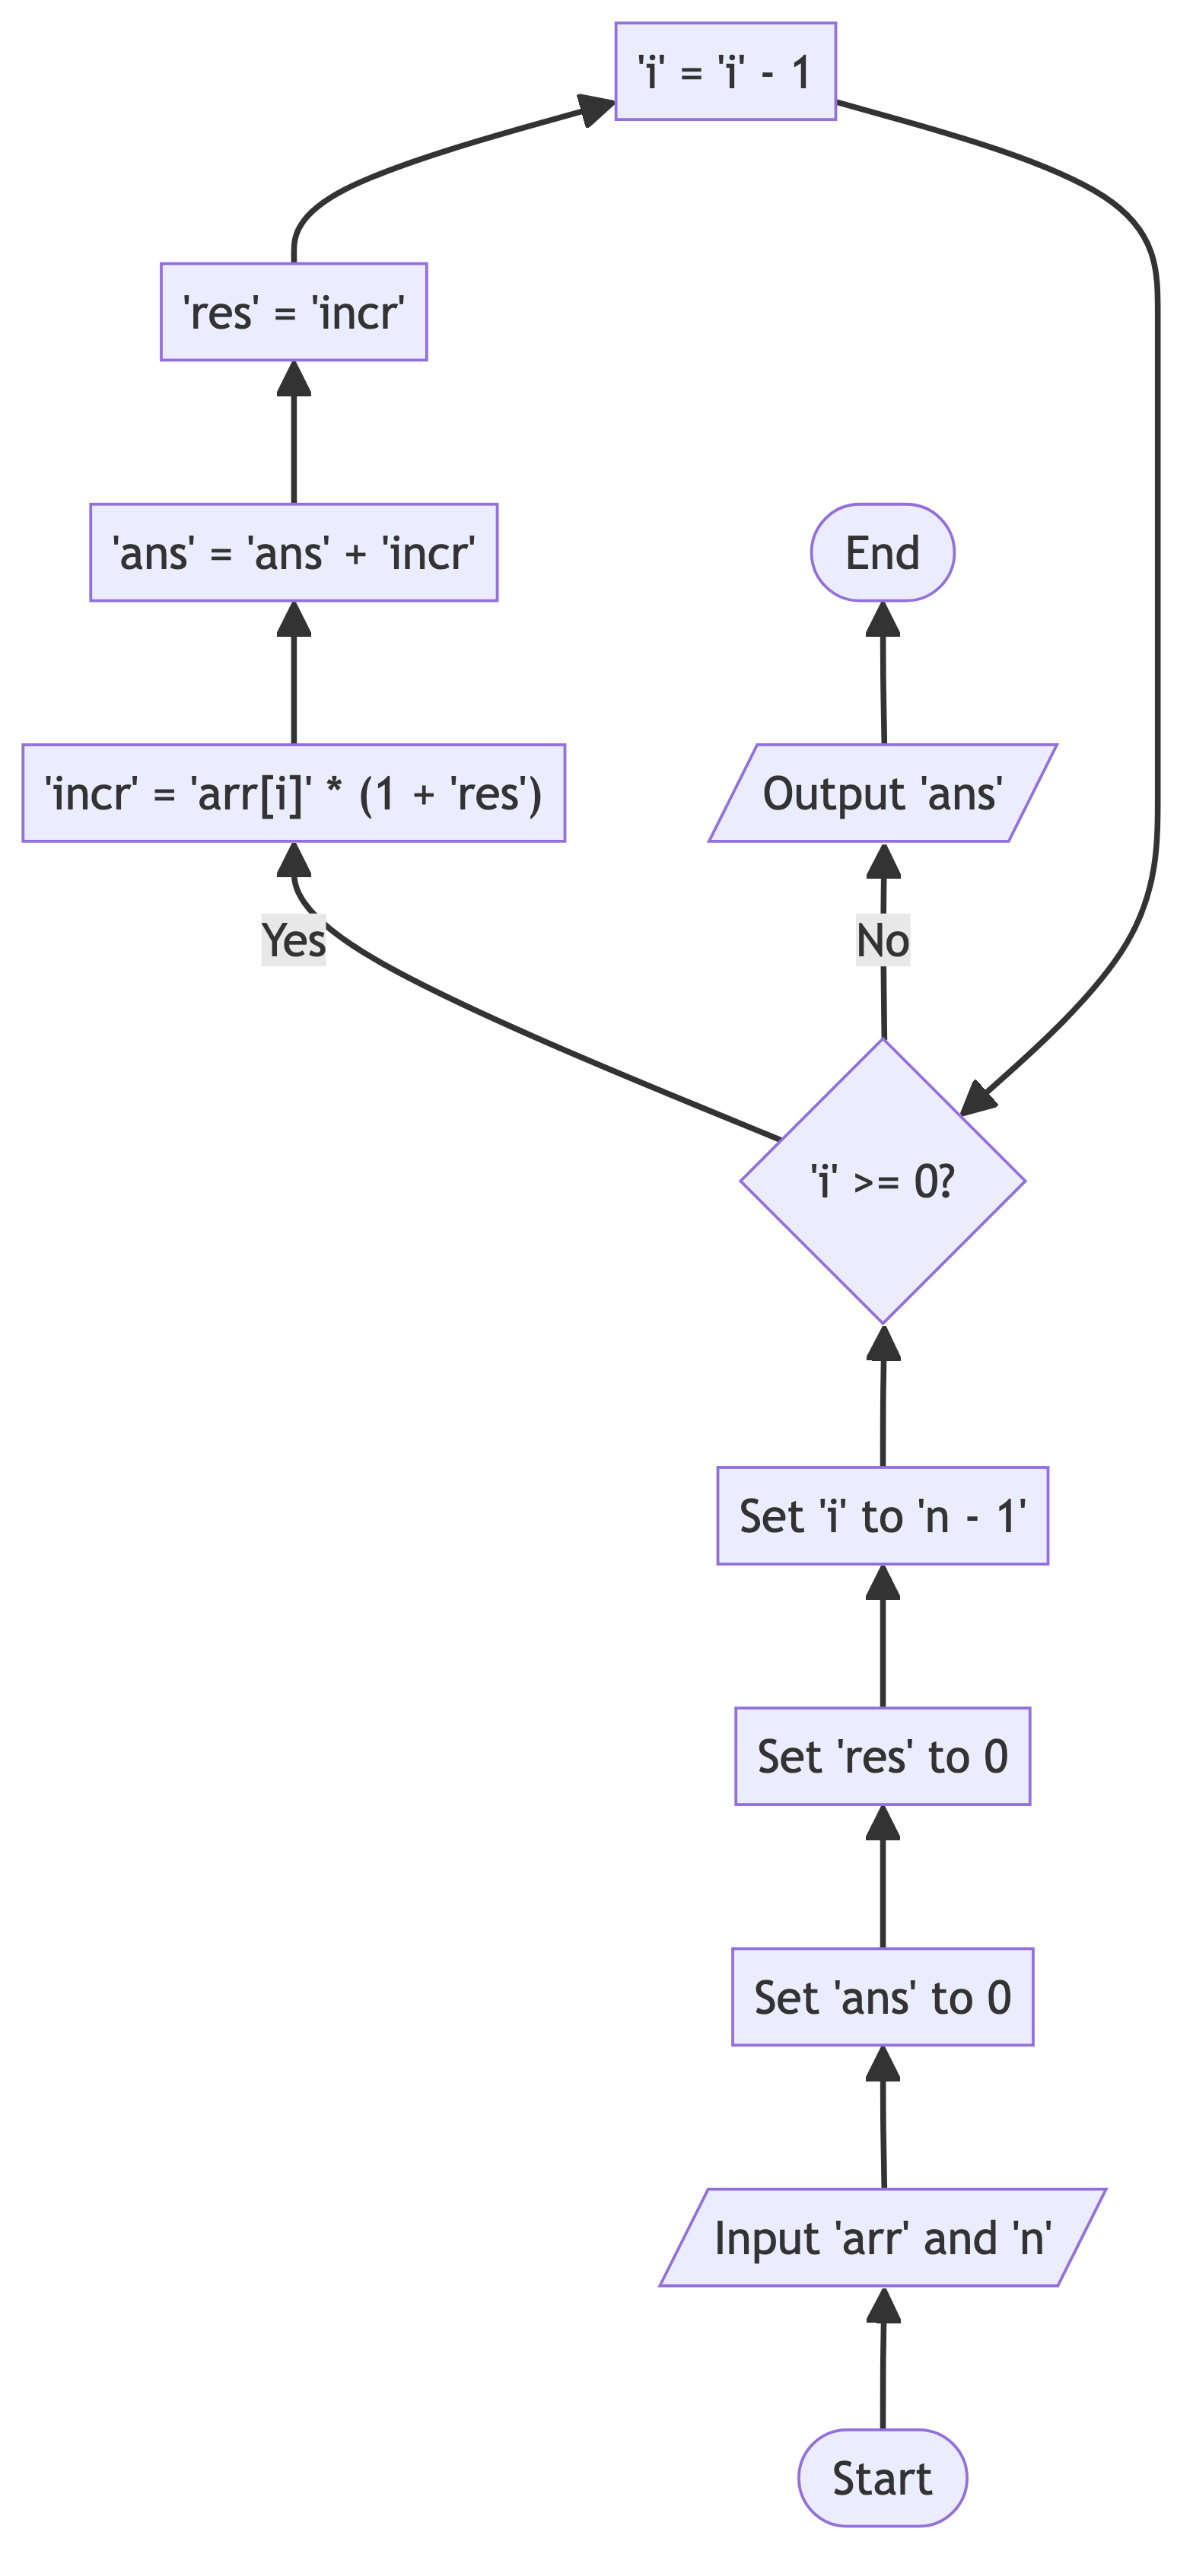 'i' = 'i' - 1
'res' = 'incr'
'ans' = 'ans' + 'incr'
End
'incr' = 'arr[i]' * (1 + 'res')
Output 'ans'
Yes
No
'i' >= 0?
Set 'i' to 'n - 1'
Set 'res' to 0
Set 'ans' to 0
Input 'arr' and 'n'
Start